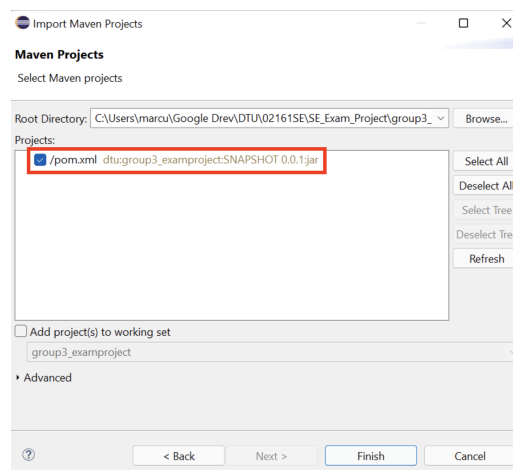 Import Maven Projects
Maven Projects
Select Maven projects
Root Directory: C:\Users\marcu\Google Drev\DTU\02161SE\SE_Exam_Project\group3_ Browse...
Projects:
/pom.xml dtu:group3_examproject:SNAPSHOT 0.0.1:jar
Select All
Deselect All
Select Tree
Deselect Tre
Refresh
Add project(s) to working set
group3_examproject
Advanced
? < Back Next > Finish Cancel